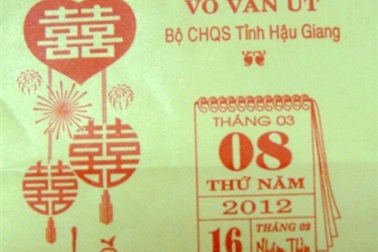 囍
VÕ VĂN ÚT
Bộ CHQS Tỉnh Hậu Giang
THÁNG 03
08
THỨ NĂM
2012
16
THÁNG 02
囍
囍